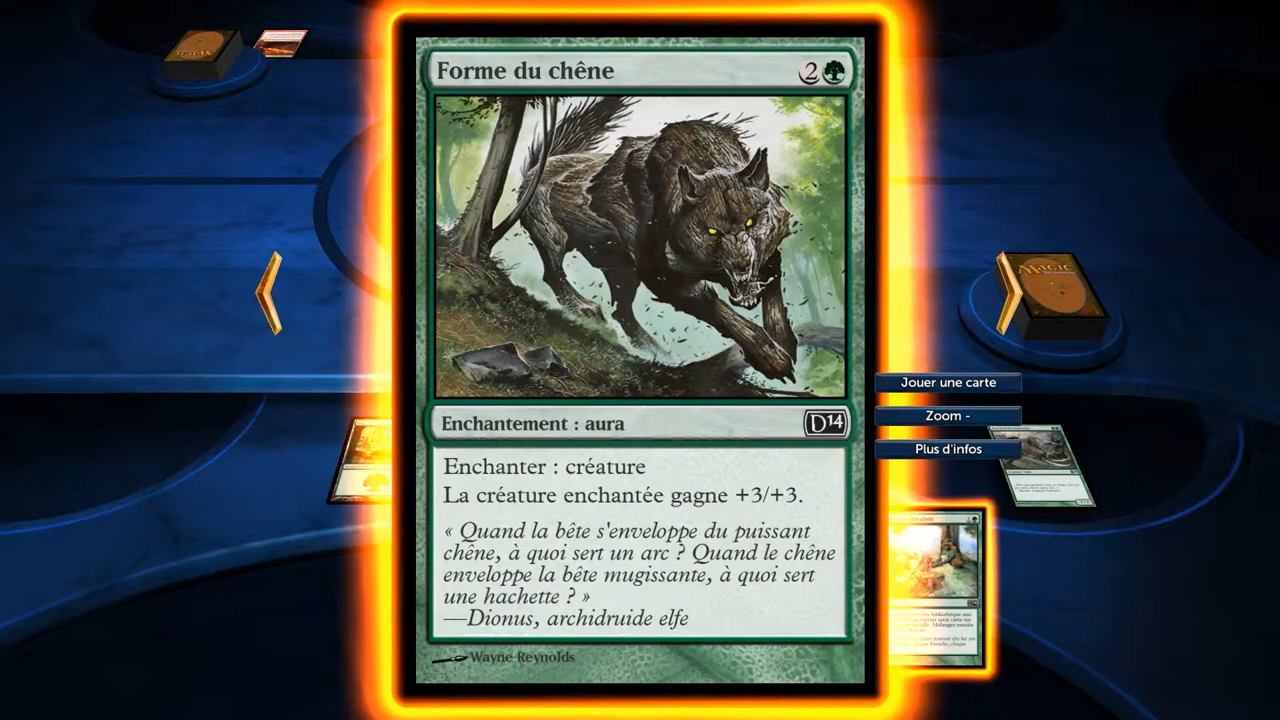 Forme du chêne
2
Enchantement : aura
D14
Enchanter : créature
La créature enchantée gagne +3/+3.
« Quand la bête s'enveloppe du puissant
chêne, à quoi sert un arc ? Quand le chêne
enveloppe la bête mugissante, à quoi sert
une hachette ? »
—Dionus, archidruide elfe
Wayne Reynolds
MAGIC
Jouer une carte
Zoom -
Plus d'infos